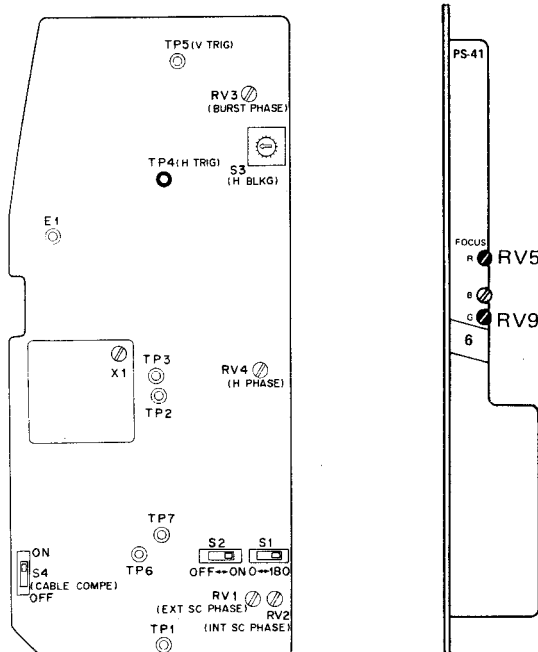 TP5(V TRIG)
RV3
(BURST PHASE)
TP4(H TRIG)
S3
(H BLKG)
E1
X1
TP3
TP2
RV4
(H PHASE)
TP7
TP6
S2
S1
OFF↔ON
0↔180
ON
S4
(CABLE COMPE)
OFF
RV1
(EXT SC PHASE)
RV2
(INT SC PHASE)
TP1
PS-41
FOCUS
R
RV5
B
G
RV9
6